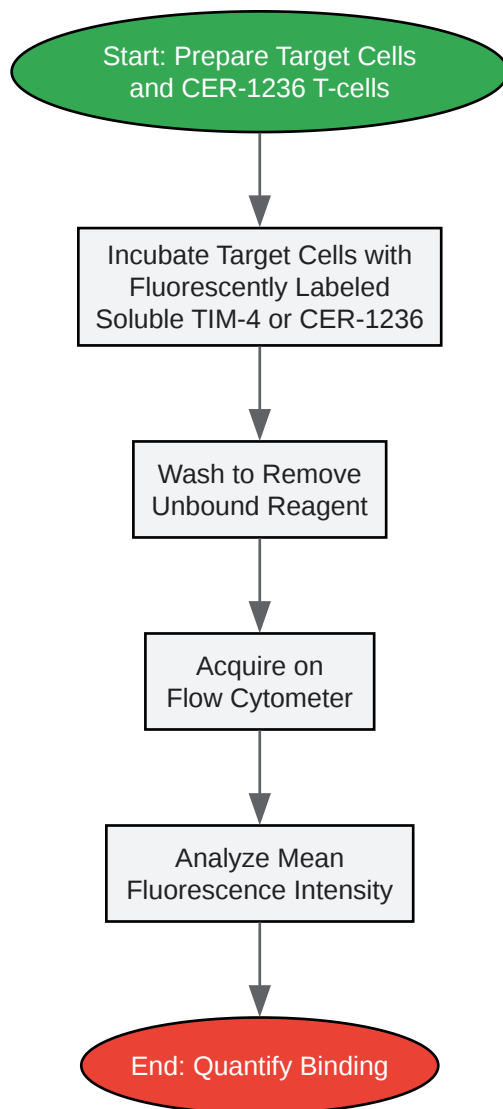 Start: Prepare Target Cells
and CER-1236 T-cells
Incubate Target Cells with
Fluorescently Labeled
Soluble TIM-4 or CER-1236
Wash to Remove
Unbound Reagent
Acquire on
Flow Cytometer
Analyze Mean
Fluorescence Intensity
End: Quantify Binding